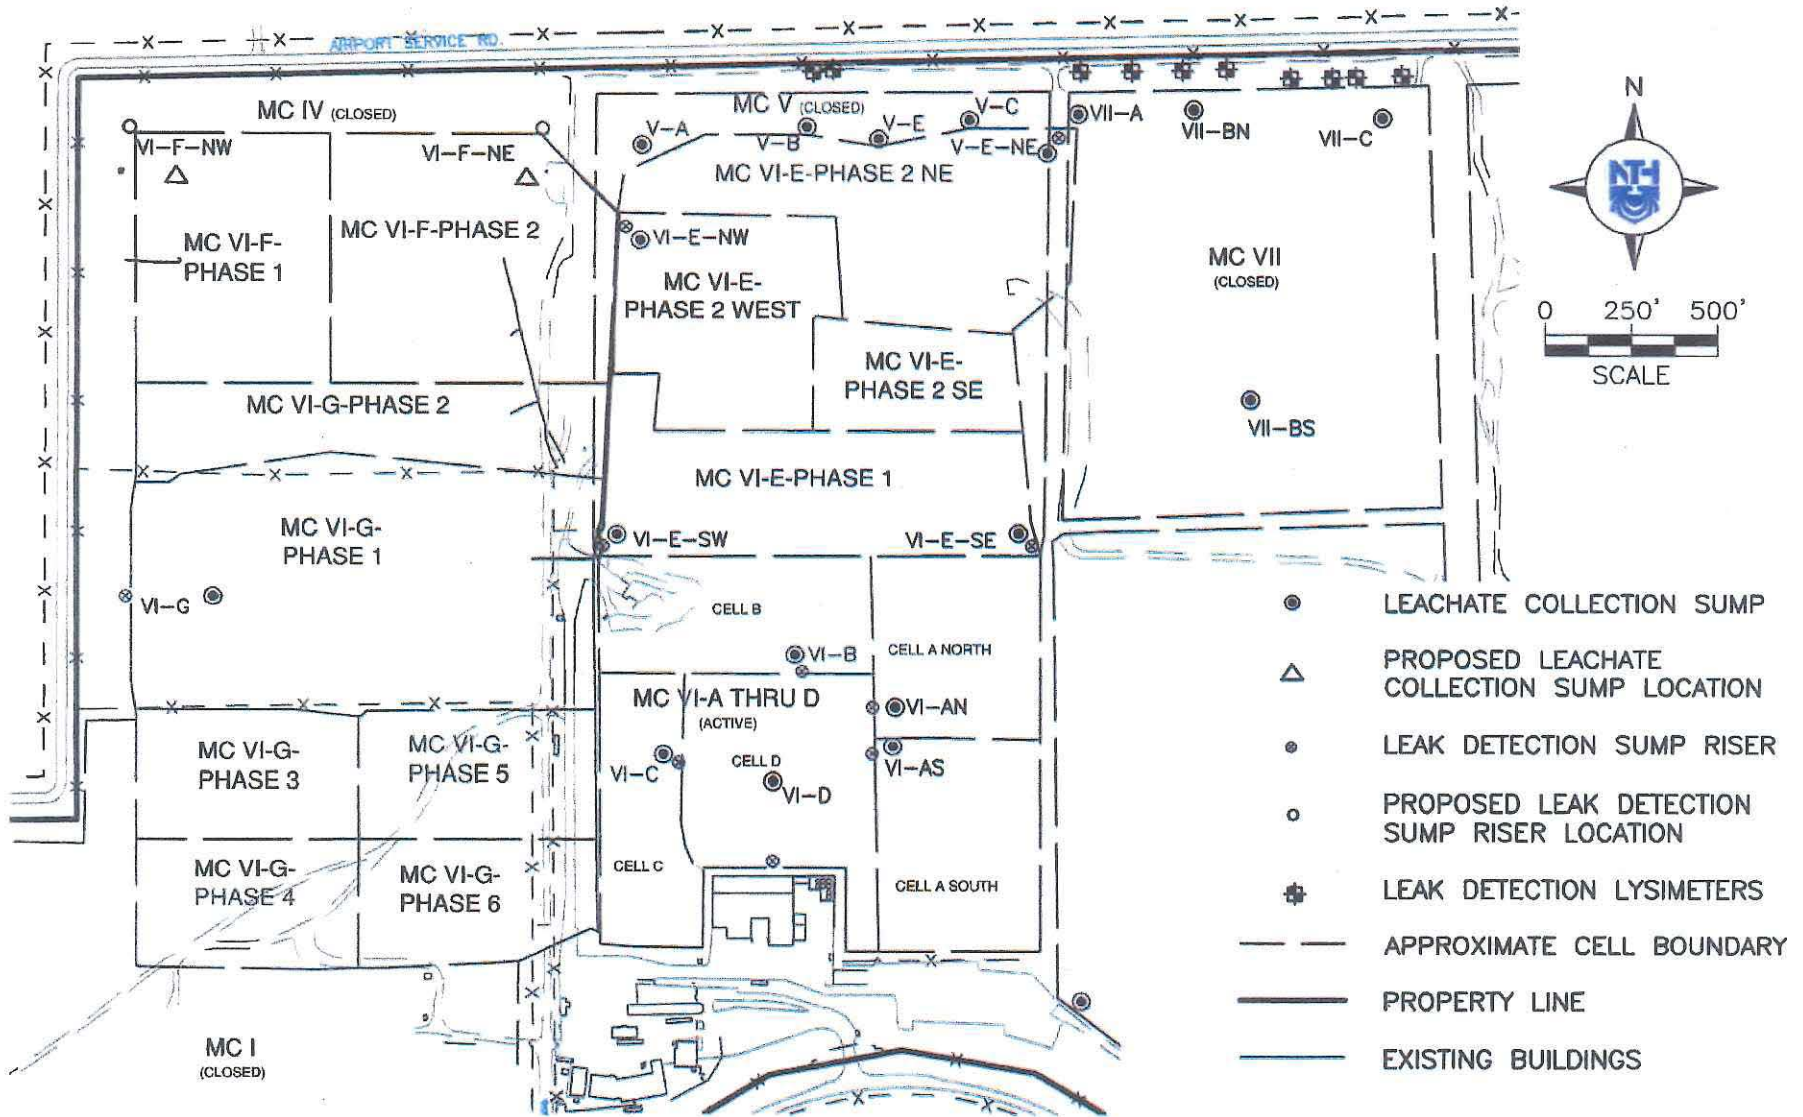 AIRPORT SERVICE RD.
MC IV (CLOSED)
MC V (CLOSED)
V-A
V-B
V-E
V-C
V-E-NE
VII-A
VII-BN
VII-C
VI-F-NW
VI-F-NE
MC VI-E-PHASE 2 NE
MC VI-F-
PHASE 1
MC VI-F-PHASE 2
VI-E-NW
MC VI-E-
PHASE 2 WEST
MC VII
(CLOSED)
MC VI-E-
PHASE 2 SE
MC VI-G-PHASE 2
VII-BS
MC VI-E-PHASE 1
MC VI-G-
PHASE 1
VI-E-SW
VI-E-SE
VI-G
CELL B
VI-B
CELL A NORTH
MC VI-A THRU D
(ACTIVE)
VI-AN
MC VI-G-
PHASE 3
MC VI-G-
PHASE 5
VI-C
CELL D
VI-D
VI-AS
MC VI-G-
PHASE 4
MC VI-G-
PHASE 6
CELL C
CELL A SOUTH
MC I
(CLOSED)
N
NTH
0 250' 500'
SCALE
LEACHATE COLLECTION SUMP
PROPOSED LEACHATE
COLLECTION SUMP LOCATION
LEAK DETECTION SUMP RISER
PROPOSED LEAK DETECTION
SUMP RISER LOCATION
LEAK DETECTION LYSIMETERS
APPROXIMATE CELL BOUNDARY
PROPERTY LINE
EXISTING BUILDINGS